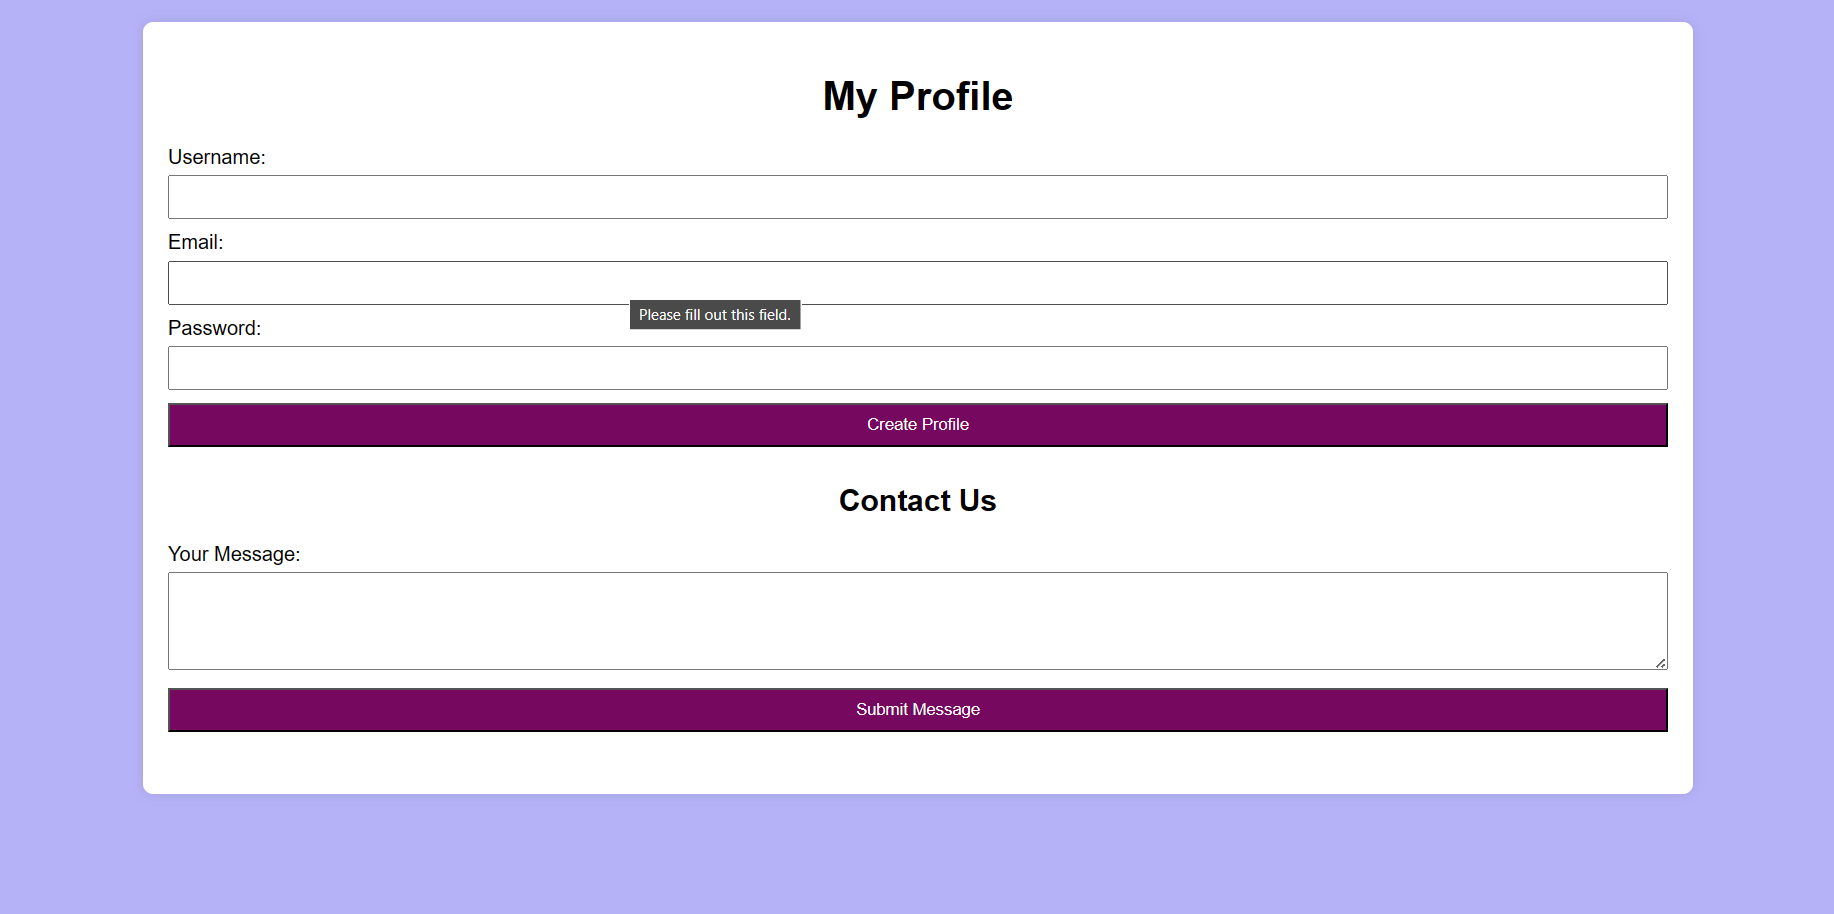 My Profile
Username:
Email:
Please fill out this field.
Password:
Create Profile
Contact Us
Your Message:
Submit Message